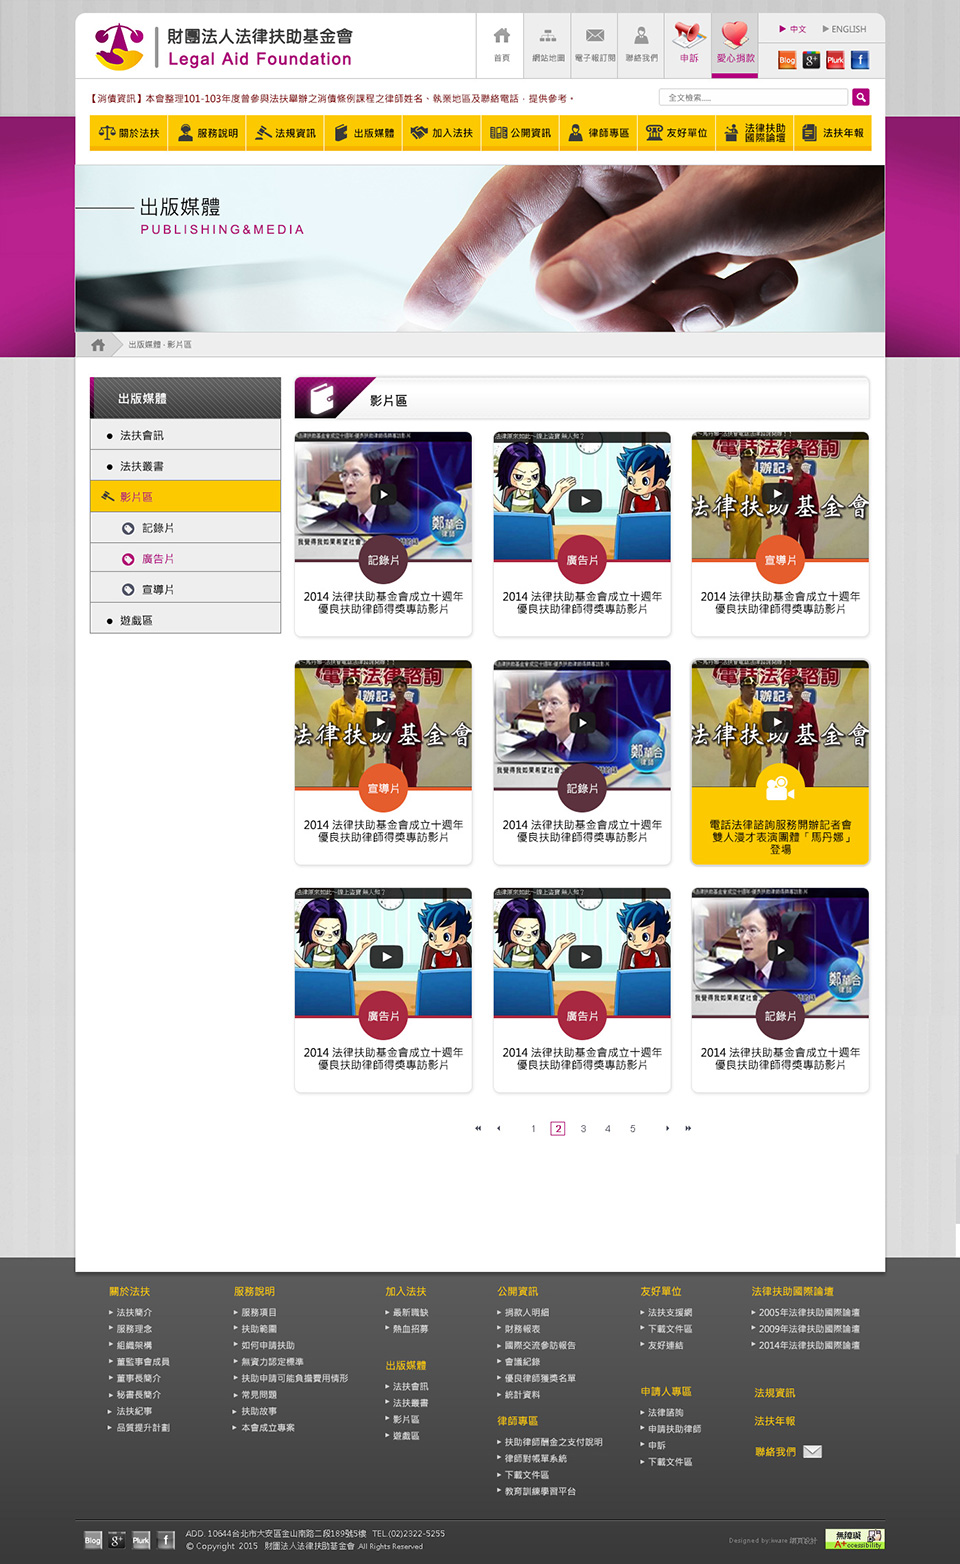 財團法人法律扶助基金會
Legal Aid Foundation
首頁
網站地圖
電子報訂閱
聯絡我們
申訴
愛心捐款
中文
ENGLISH
Blog
g+
Plurk
f
【消債資訊】本會整理101-103年度曾參與法扶舉辦之消債條例課程之律師姓名、執業地區及聯絡電話,提供參考。
全文檢索.....
關於法扶
服務說明
法規資訊
出版媒體
加入法扶
公開資訊
律師專區
友好單位
法律扶助
國際論壇
法扶年報
出版媒體
PUBLISHING&MEDIA
出版媒體 - 影片區
出版媒體
法扶會訊
法扶叢書
影片區
記錄片
廣告片
宣導片
遊戲區
影片區
鄭華合
律師
記錄片
2014 法律扶助基金會成立十週年
優良扶助律師得獎專訪影片
廣告片
2014 法律扶助基金會成立十週年
優良扶助律師得獎專訪影片
電話法律諮詢
開辦記者會
法律扶助基金會
宣導片
2014 法律扶助基金會成立十週年
優良扶助律師得獎專訪影片
電話法律諮詢
開辦記者會
法律扶助基金會
宣導片
2014 法律扶助基金會成立十週年
優良扶助律師得獎專訪影片
鄭華合
律師
記錄片
2014 法律扶助基金會成立十週年
優良扶助律師得獎專訪影片
電話法律諮詢
開辦記者會
法律扶助基金會
電話法律諮詢服務開辦記者會
雙人漫才表演團體「馬丹娜」
登場
廣告片
2014 法律扶助基金會成立十週年
優良扶助律師得獎專訪影片
廣告片
2014 法律扶助基金會成立十週年
優良扶助律師得獎專訪影片
鄭華合
律師
記錄片
2014 法律扶助基金會成立十週年
優良扶助律師得獎專訪影片
1 2 3 4 5
關於法扶
法扶簡介
服務理念
組織架構
董監事會成員
董事長簡介
秘書長簡介
法扶紀事
品質提升計劃
服務說明
服務項目
扶助範圍
如何申請扶助
無資力認定標準
扶助申請可能負擔費用情形
常見問題
扶助故事
本會成立專案
加入法扶
最新職缺
熱血招募
出版媒體
法扶會訊
法扶叢書
影片區
遊戲區
公開資訊
捐款人明細
財務報表
國際交流參訪報告
會議紀錄
優良律師獲獎名單
統計資料
律師專區
扶助律師酬金之支付說明
律師對帳單系統
下載文件區
教育訓練學習平台
友好單位
法扶支援網
下載文件區
友好連結
申請人專區
法律諮詢
申請扶助律師
申訴
下載文件區
法律扶助國際論壇
2005年法律扶助國際論壇
2009年法律扶助國際論壇
2014年法律扶助國際論壇
法規資訊
法扶年報
聯絡我們
Blog
g+
Plurk
f
ADD. 10644台北市大安區金山南路二段189號5樓 TEL.(02)2322-5255
© Copyright 2015 財團法人法律扶助基金會 .All Rights Reserved
Designed by iware 網頁設計
無障礙
A+ccessibility